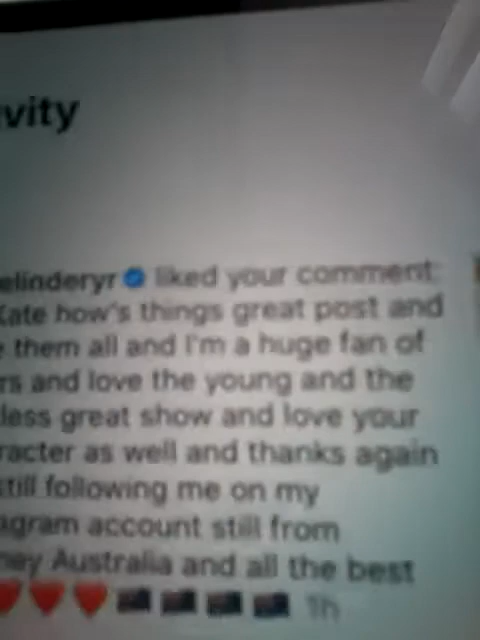 vity
elinderyr liked your comment:
Kate how's things great post and
e them all and I'm a huge fan of
rs and love the young and the
less great show and love your
racter as well and thanks again
still following me on my
agram account still from
ney Australia and all the best
❤️❤️❤️🇦🇺🇦🇺🇦🇺🇦🇺 1h